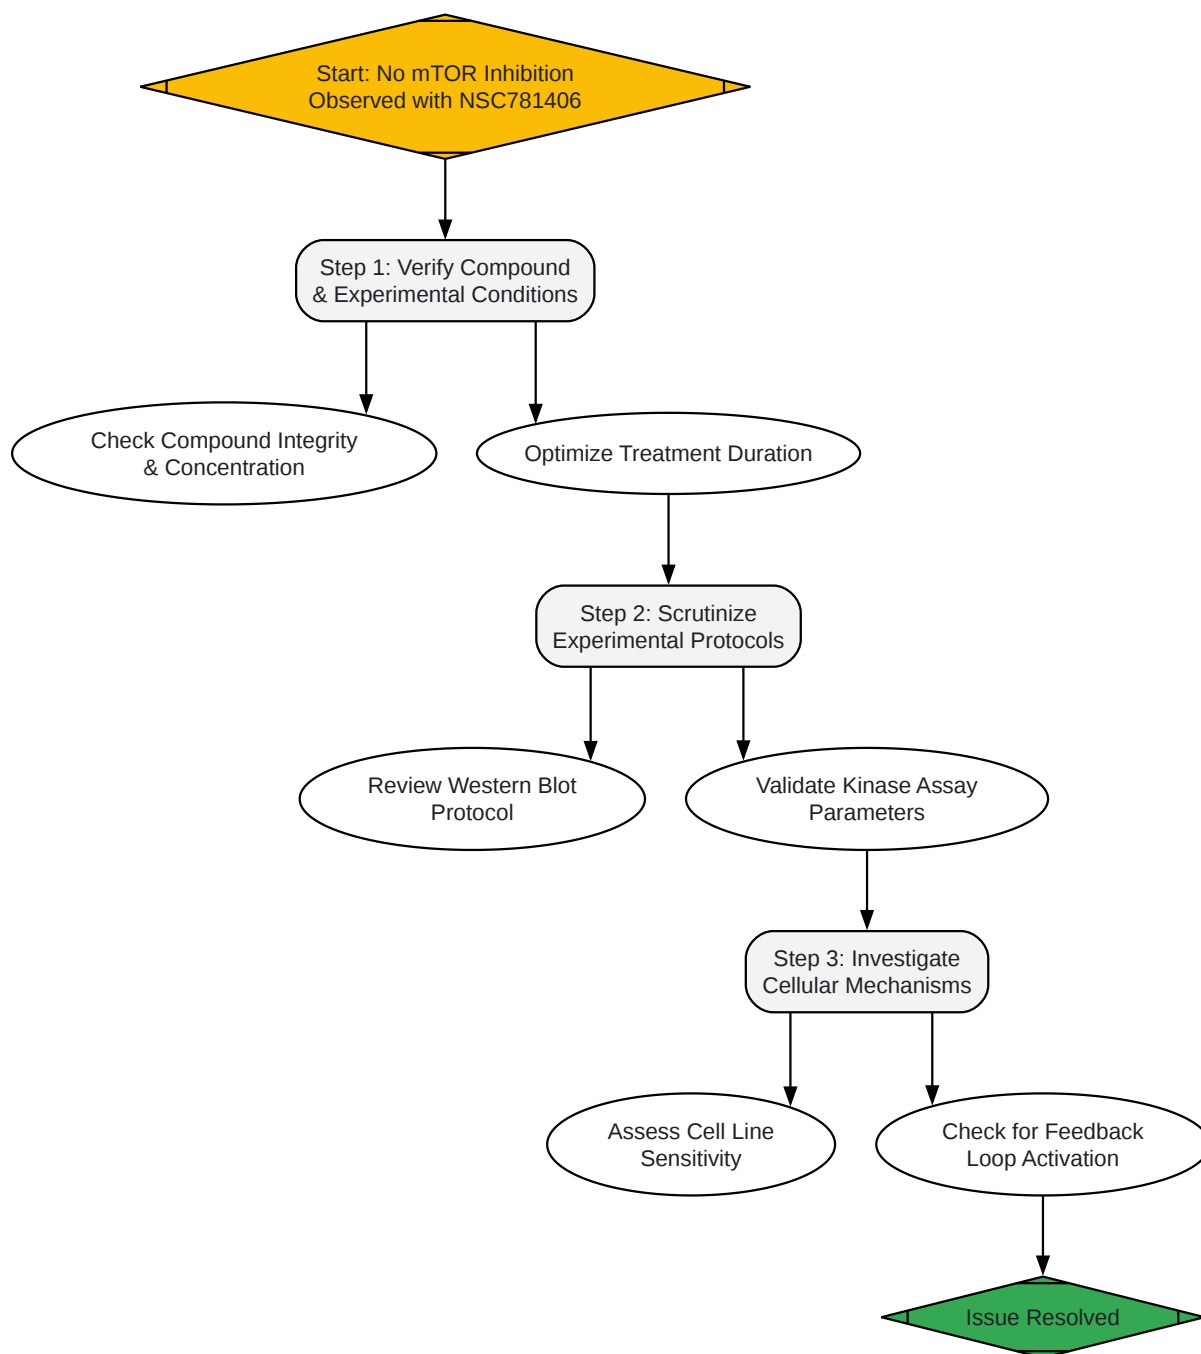 Start: No mTOR Inhibition
Observed with NSC781406
Step 1: Verify Compound
& Experimental Conditions
Check Compound Integrity
& Concentration
Optimize Treatment Duration
Step 2: Scrutinize
Experimental Protocols
Review Western Blot
Protocol
Validate Kinase Assay
Parameters
Step 3: Investigate
Cellular Mechanisms
Assess Cell Line
Sensitivity
Check for Feedback
Loop Activation
Issue Resolved